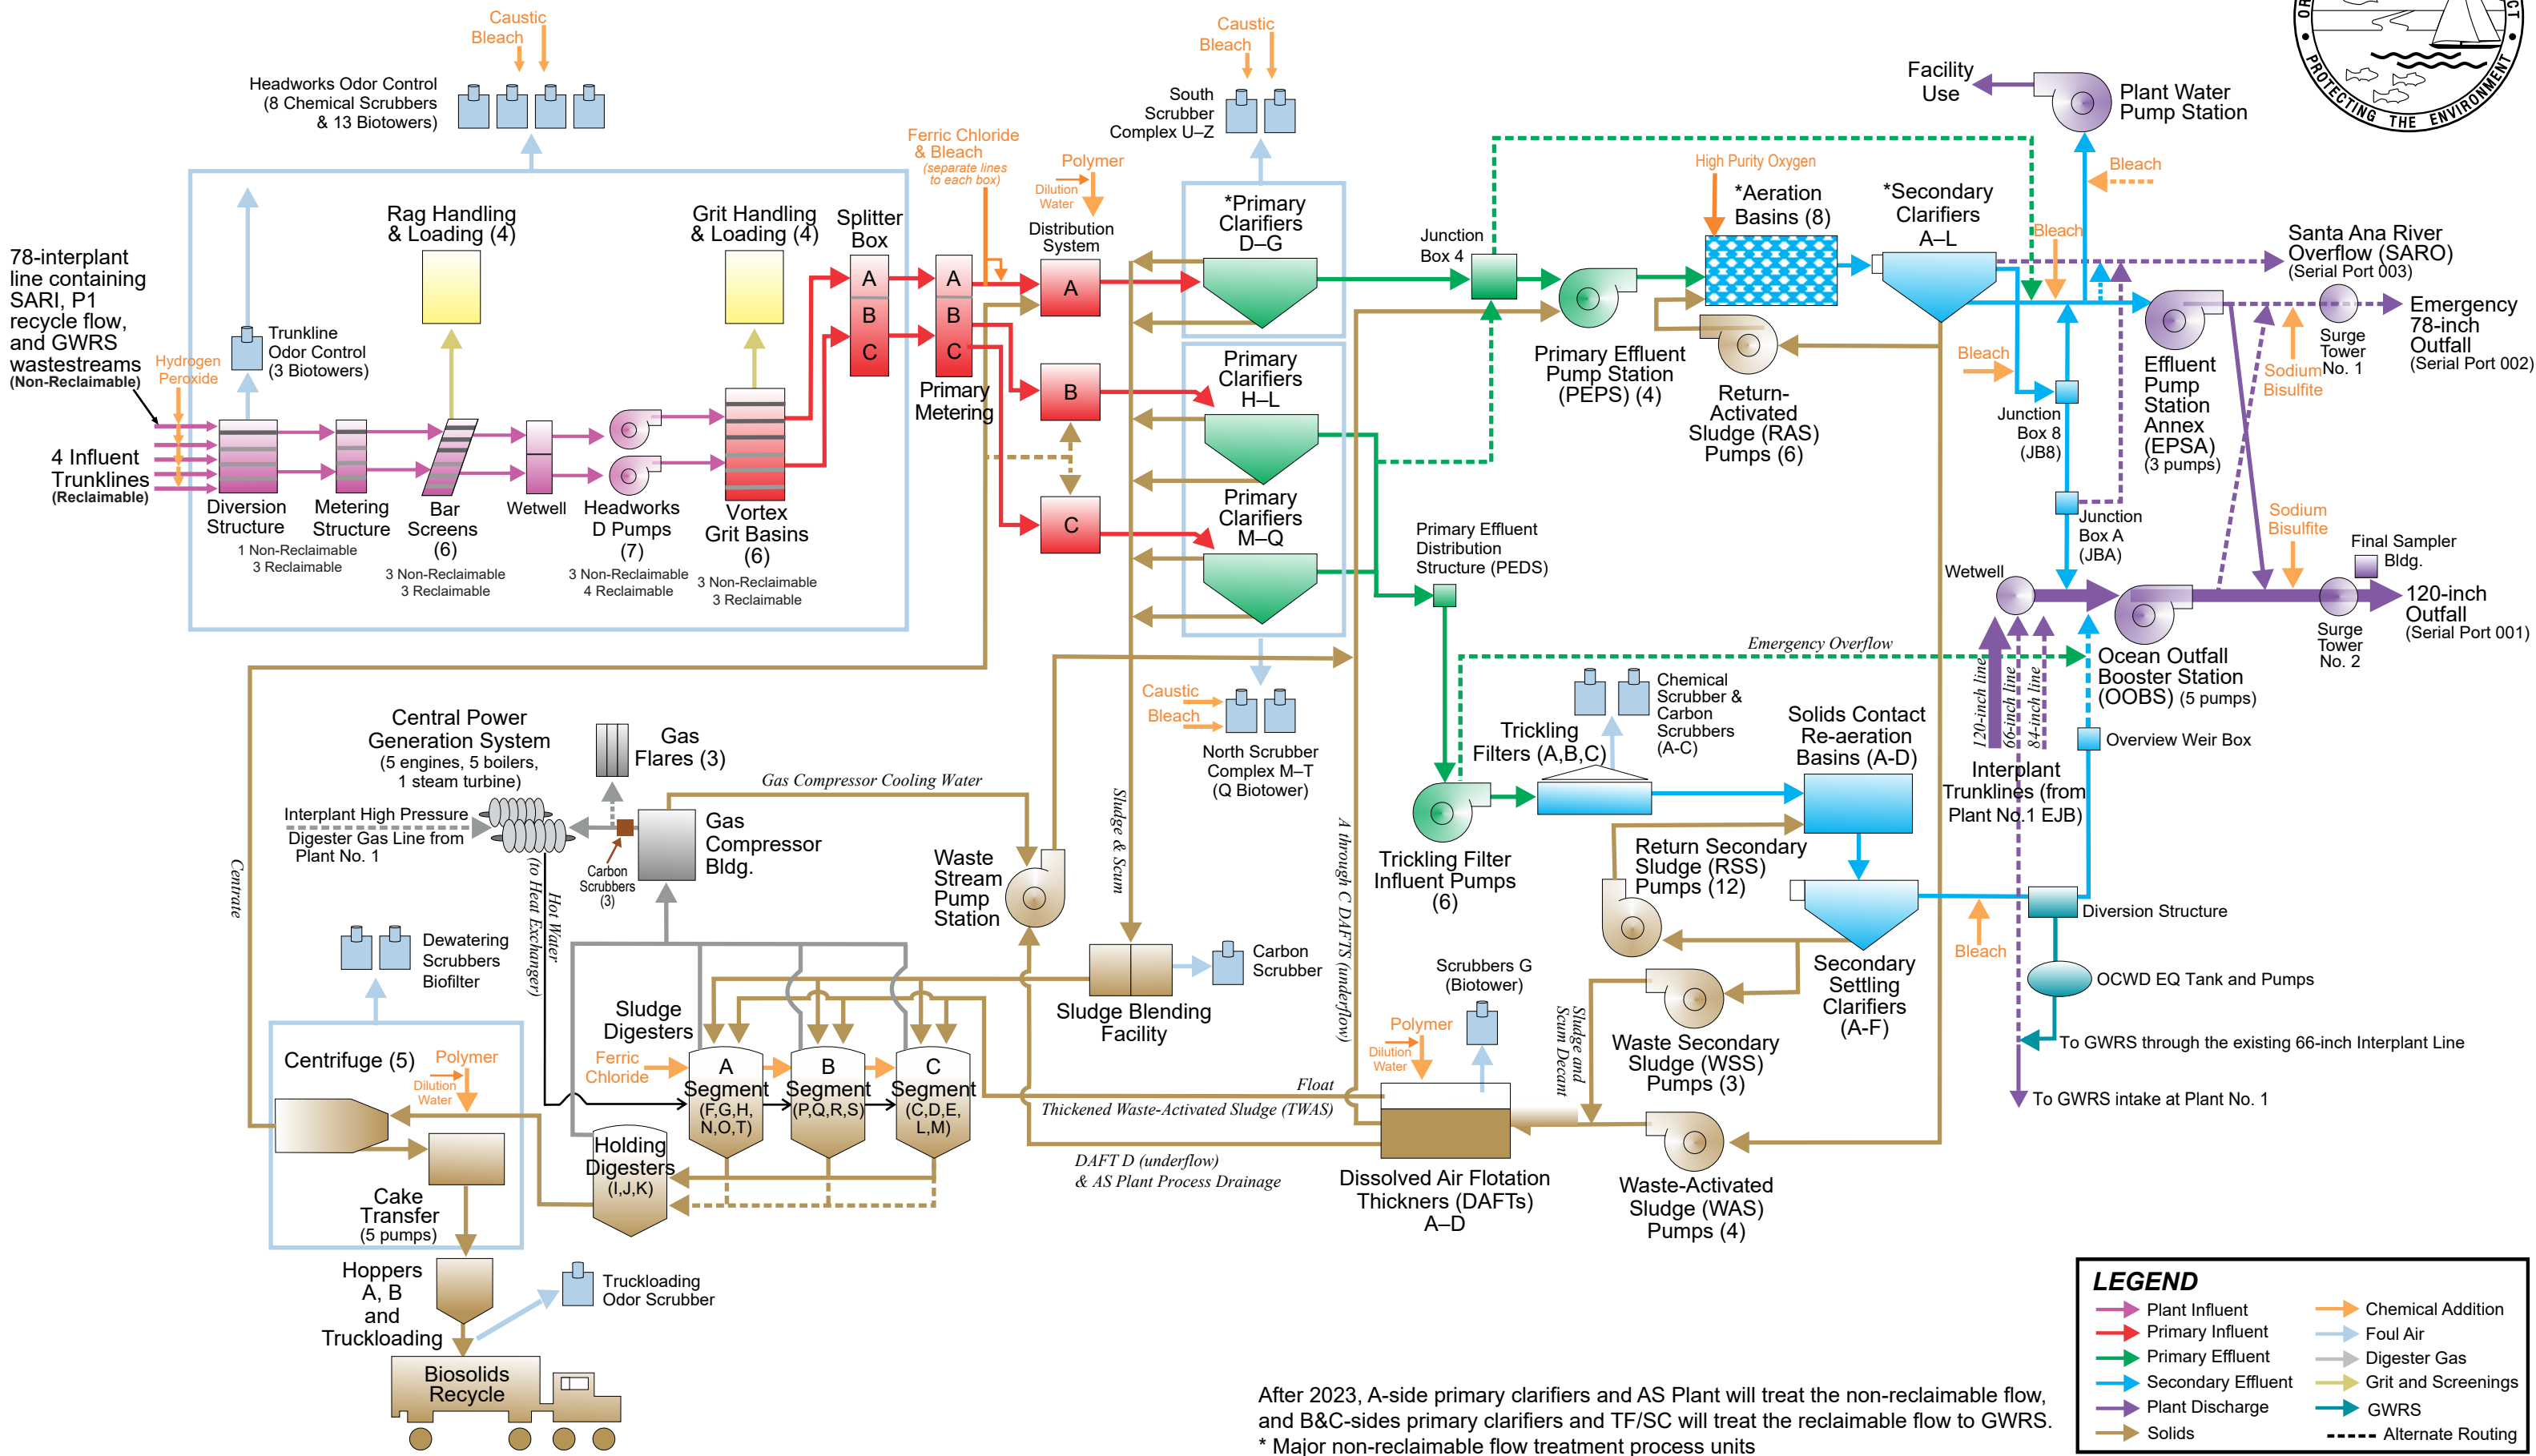 Caustic
Bleach
Headworks Odor Control
(8 Chemical Scrubbers
& 13 Biotowers)
Caustic
Bleach
South
Scrubber
Complex U–Z
PROTECTING THE ENVIRONMENT
Facility
Use
Plant Water
Pump Station
Bleach
Ferric Chloride
& Bleach
(separate lines
to each box)
Polymer
Dilution
Water
Distribution
System
High Purity Oxygen
Rag Handling
& Loading (4)
Grit Handling
& Loading (4)
Splitter
Box
A
B
C
A
B
C
Primary
Metering
A
B
C
*Primary
Clarifiers
D–G
Junction
Box 4
*Aeration
Basins (8)
*Secondary
Clarifiers
A–L
Bleach
Santa Ana River
Overflow (SARO)
(Serial Port 003)
Emergency
78-inch
Outfall
(Serial Port 002)
Surge
Tower
No. 1
Sodium
Bisulfite
78-interplant
line containing
SARI, P1
recycle flow,
and GWRS
wastestreams
(Non-Reclaimable)
Hydrogen
Peroxide
4 Influent
Trunklines
(Reclaimable)
Trunkline
Odor Control
(3 Biotowers)
Diversion
Structure
1 Non-Reclaimable
3 Reclaimable
Metering
Structure
Bar
Screens
(6)
3 Non-Reclaimable
3 Reclaimable
Wetwell
Headworks
D Pumps
(7)
3 Non-Reclaimable
4 Reclaimable
Vortex
Grit Basins
(6)
3 Non-Reclaimable
3 Reclaimable
Primary
Clarifiers
H–L
Primary
Clarifiers
M–Q
Primary Effluent
Pump Station
(PEPS) (4)
Return-
Activated
Sludge (RAS)
Pumps (6)
Bleach
Junction
Box 8
(JB8)
Effluent
Pump
Station
Annex
(EPSA)
(3 pumps)
Junction
Box A
(JBA)
Sodium
Bisulfite
Final Sampler
Bldg.
Wetwell
120-inch
Outfall
(Serial Port 001)
Surge
Tower
No. 2
Primary Effluent
Distribution
Structure (PEDS)
Emergency Overflow
Ocean Outfall
Booster Station
(OOBS) (5 pumps)
120-inch line
66-inch line
84-inch line
Interplant
Trunklines (from
Plant No.1 EJB)
Overview Weir Box
Caustic
Bleach
North Scrubber
Complex M–T
(Q Biotower)
Chemical
Scrubber &
Carbon
Scrubbers
(A-C)
Trickling
Filters (A,B,C)
Solids Contact
Re-aeration
Basins (A-D)
Central Power
Generation System
(5 engines, 5 boilers,
1 steam turbine)
Gas
Flares (3)
Gas Compressor Cooling Water
Interplant High Pressure
Digester Gas Line from
Plant No. 1
Carbon
Scrubbers
(3)
Gas
Compressor
Bldg.
Centrate
Hot Water
(to Heat Exchanger)
Sludge & Scum
A through C DAFTS (underflow)
Waste
Stream
Pump
Station
Trickling Filter
Influent Pumps
(6)
Return Secondary
Sludge (RSS)
Pumps (12)
Diversion Structure
Bleach
Dewatering
Scrubbers
Biofilter
Carbon
Scrubber
Sludge Blending
Facility
Scrubbers G
(Biotower)
Secondary
Settling
Clarifiers
(A-F)
OCWD EQ Tank and Pumps
To GWRS through the existing 66-inch Interplant Line
To GWRS intake at Plant No. 1
Sludge
Digesters
Ferric
Chloride
A
Segment
(F,G,H,
N,O,T)
B
Segment
(P,Q,R,S)
C
Segment
(C,D,E,
L,M)
Polymer
Dilution
Water
Sludge and
Scum Decant
Waste Secondary
Sludge (WSS)
Pumps (3)
Centrifuge (5)
Polymer
Dilution
Water
Float
Thickened Waste-Activated Sludge (TWAS)
DAFT D (underflow)
& AS Plant Process Drainage
Holding
Digesters
(I,J,K)
Cake
Transfer
(5 pumps)
Dissolved Air Flotation
Thickners (DAFTs)
A–D
Waste-Activated
Sludge (WAS)
Pumps (4)
Hoppers
A, B
and
Truckloading
Truckloading
Odor Scrubber
Biosolids
Recycle
After 2023, A-side primary clarifiers and AS Plant will treat the non-reclaimable flow,
and B&C-sides primary clarifiers and TF/SC will treat the reclaimable flow to GWRS.
* Major non-reclaimable flow treatment process units
LEGEND
Plant Influent
Primary Influent
Primary Effluent
Secondary Effluent
Plant Discharge
Solids
Chemical Addition
Foul Air
Digester Gas
Grit and Screenings
GWRS
Alternate Routing